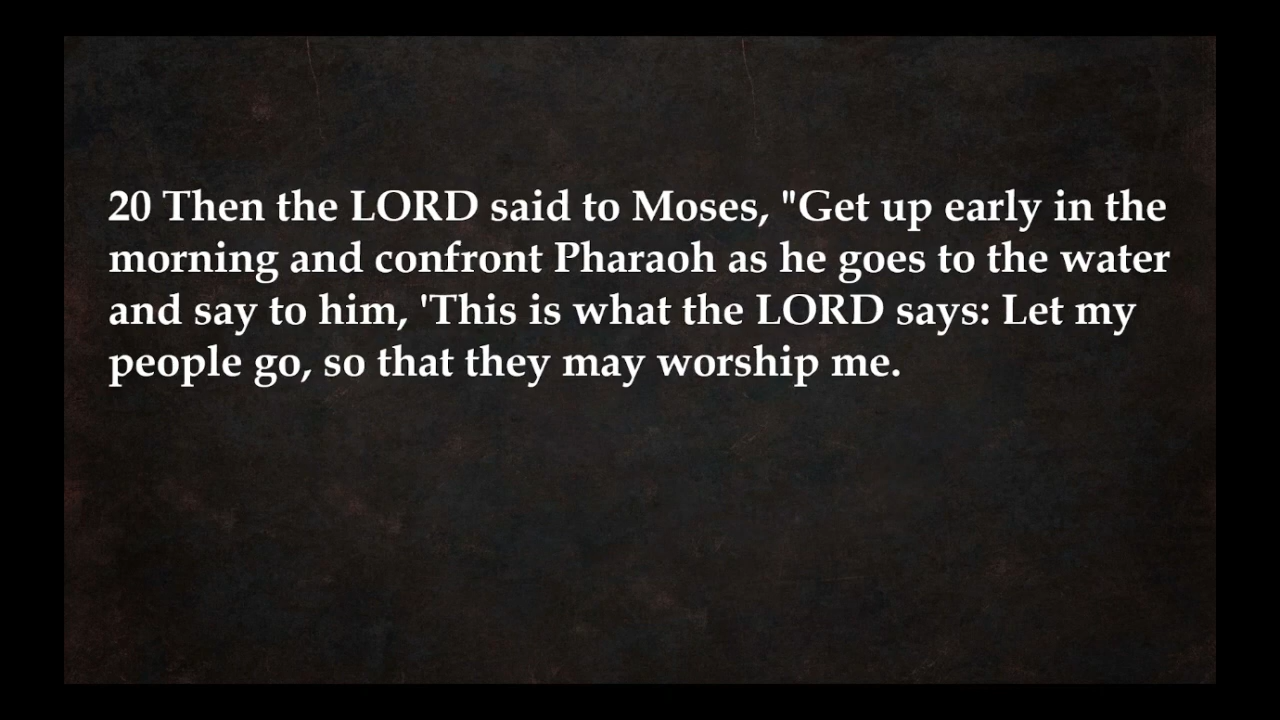 20 Then the LORD said to Moses, "Get up early in the
morning and confront Pharaoh as he goes to the water
and say to him, 'This is what the LORD says: Let my
people go, so that they may worship me.